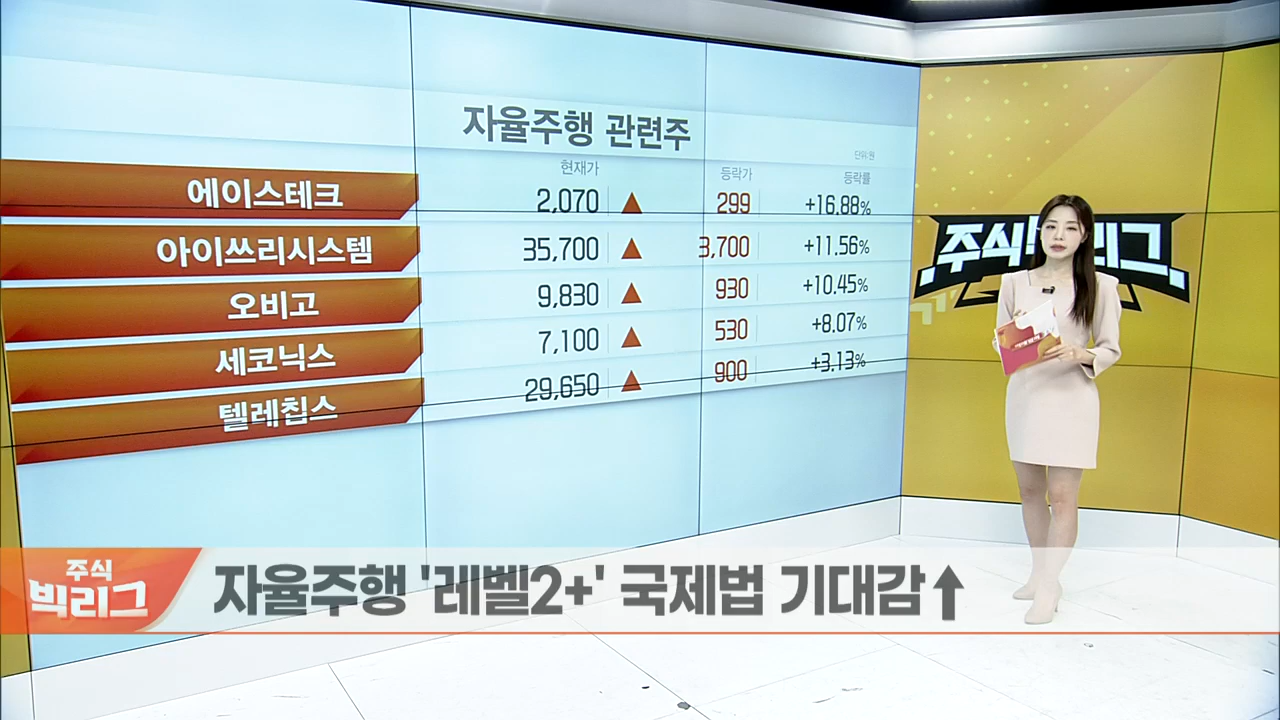 자율주행 관련주
단위:원
현재가 등락가 등락률
에이스테크 2,070 ▲ 299 +16.88%
아이쓰리시스템 35,700 ▲ 3,700 +11.56%
오비고 9,830 ▲ 930 +10.45%
세코닉스 7,100 ▲ 530 +8.07%
텔레칩스 29,650 ▲ 900 +3.13%
주식 리그
주식
빅리그
자율주행 '레벨2+' 국제법 기대감↑